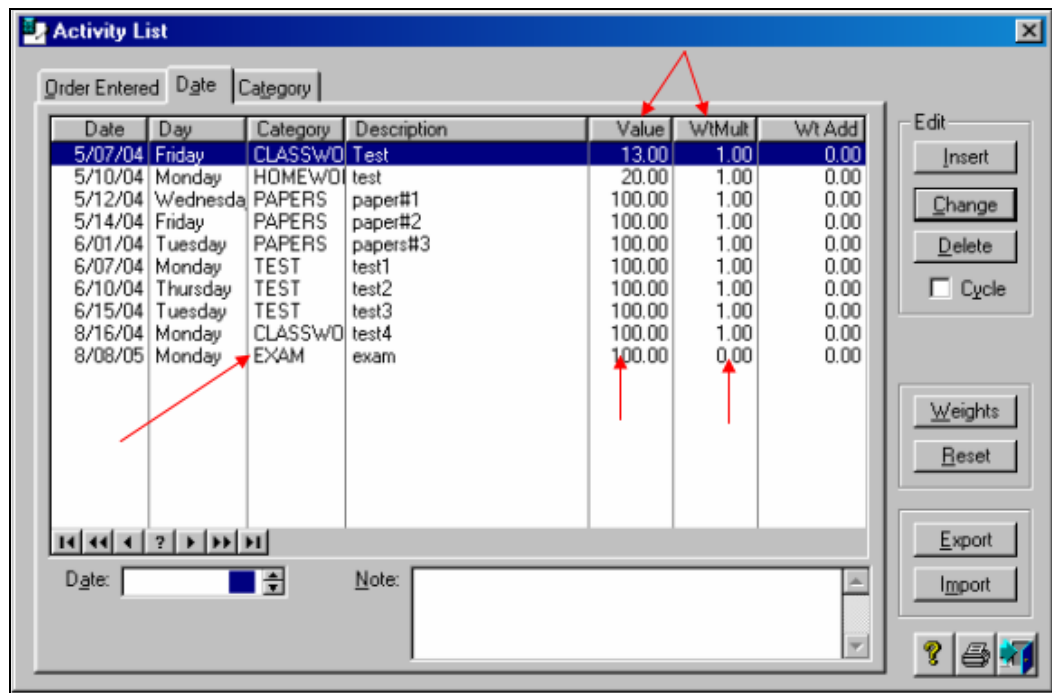 Activity List
Order Entered Date Category
Date Day Category Description Value WtMult Wt Add
5/07/04 Friday CLASSWO Test 13.00 1.00 0.00
5/10/04 Monday HOMEWOI test 20.00 1.00 0.00
5/12/04 Wednesda PAPERS paper#1 100.00 1.00 0.00
5/14/04 Friday PAPERS paper#2 100.00 1.00 0.00
6/01/04 Tuesday PAPERS papers#3 100.00 1.00 0.00
6/07/04 Monday TEST test1 100.00 1.00 0.00
6/10/04 Thursday TEST test2 100.00 1.00 0.00
6/15/04 Tuesday TEST test3 100.00 1.00 0.00
8/16/04 Monday CLASSWO test4 100.00 1.00 0.00
8/08/05 Monday EXAM exam 100.00 0.00 0.00
?
Date: Note:
Edit
Insert
Change
Delete
Cycle
Weights
Reset
Export
Import
?